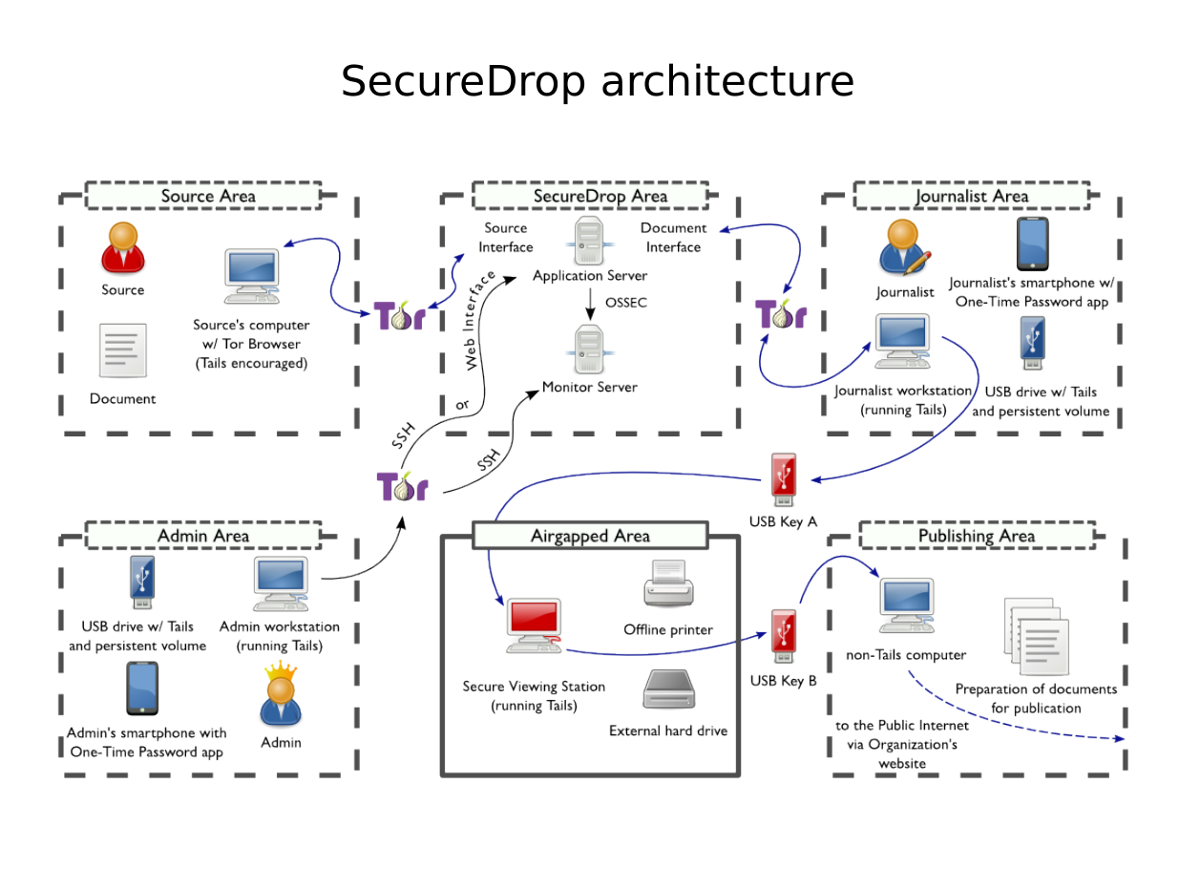 SecureDrop architecture
Source Area
Source
Source's computer
w/ Tor Browser
(Tails encouraged)
Document
Tor
SecureDrop Area
Source
Interface
Document
Interface
Application Server
OSSEC
Monitor Server
Web Interface
or
SSH
SSH
Tor
Tor
Journalist Area
Journalist
Journalist's smartphone w/
One-Time Password app
Journalist workstation
(running Tails)
USB drive w/ Tails
and persistent volume
USB Key A
Admin Area
USB drive w/ Tails
and persistent volume
Admin workstation
(running Tails)
Admin's smartphone with
One-Time Password app
Admin
Airgapped Area
Offline printer
Secure Viewing Station
(running Tails)
External hard drive
USB Key B
Publishing Area
non-Tails computer
Preparation of documents
for publication
to the Public Internet
via Organization's
website